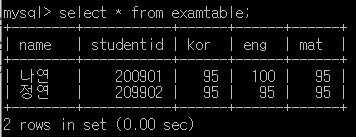 mysql> select * from examtable;
+------+-----------+------+------+------+
| name | studentid | kor | eng | mat |
+------+-----------+------+------+------+
| 나연 | 200901 | 95 | 100 | 95 |
| 정연 | 209902 | 95 | 95 | 95 |
+------+-----------+------+------+------+
2 rows in set (0.00 sec)